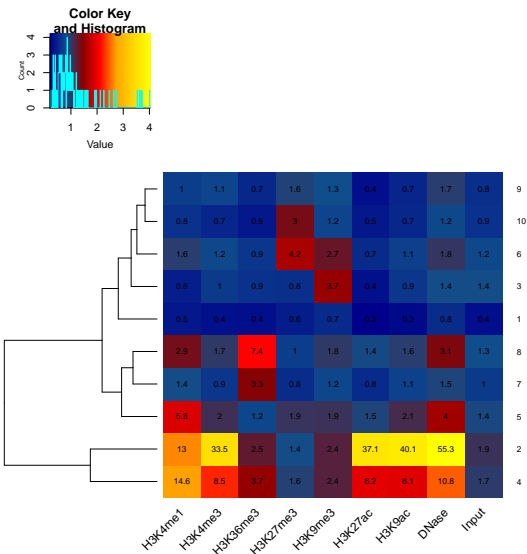 Color Key
and Histogram
Count
0 1 2 3 4
1 2 3 4
Value
1 1.1 0.7 1.6 1.3 0.4 0.7 1.7 0.8 9
0.8 0.7 0.5 3 1.2 0.5 0.7 1.2 0.9 10
1.6 1.2 0.9 4.2 2.7 0.7 1.1 1.8 1.2 6
0.6 1 0.9 0.8 3.7 0.4 0.9 1.4 1.4 3
0.5 0.4 0.4 0.6 0.7 0.8 0.4 1
2.9 1.7 7.4 1 1.8 1.4 1.6 3.1 1.3 8
1.4 0.9 3.3 0.8 1.2 0.8 1.1 1.5 1 7
5.8 2 1.2 1.9 1.9 1.5 2.1 4 1.4 5
13 33.5 2.5 1.4 2.4 37.1 40.1 55.3 1.9 2
14.6 8.5 3.7 1.6 2.4 6.2 6.1 10.8 1.7 4
H3K4me1 H3K4me3 H3K36me3 H3K27me3 H3K9me3 H3K27ac H3K9ac DNase Input